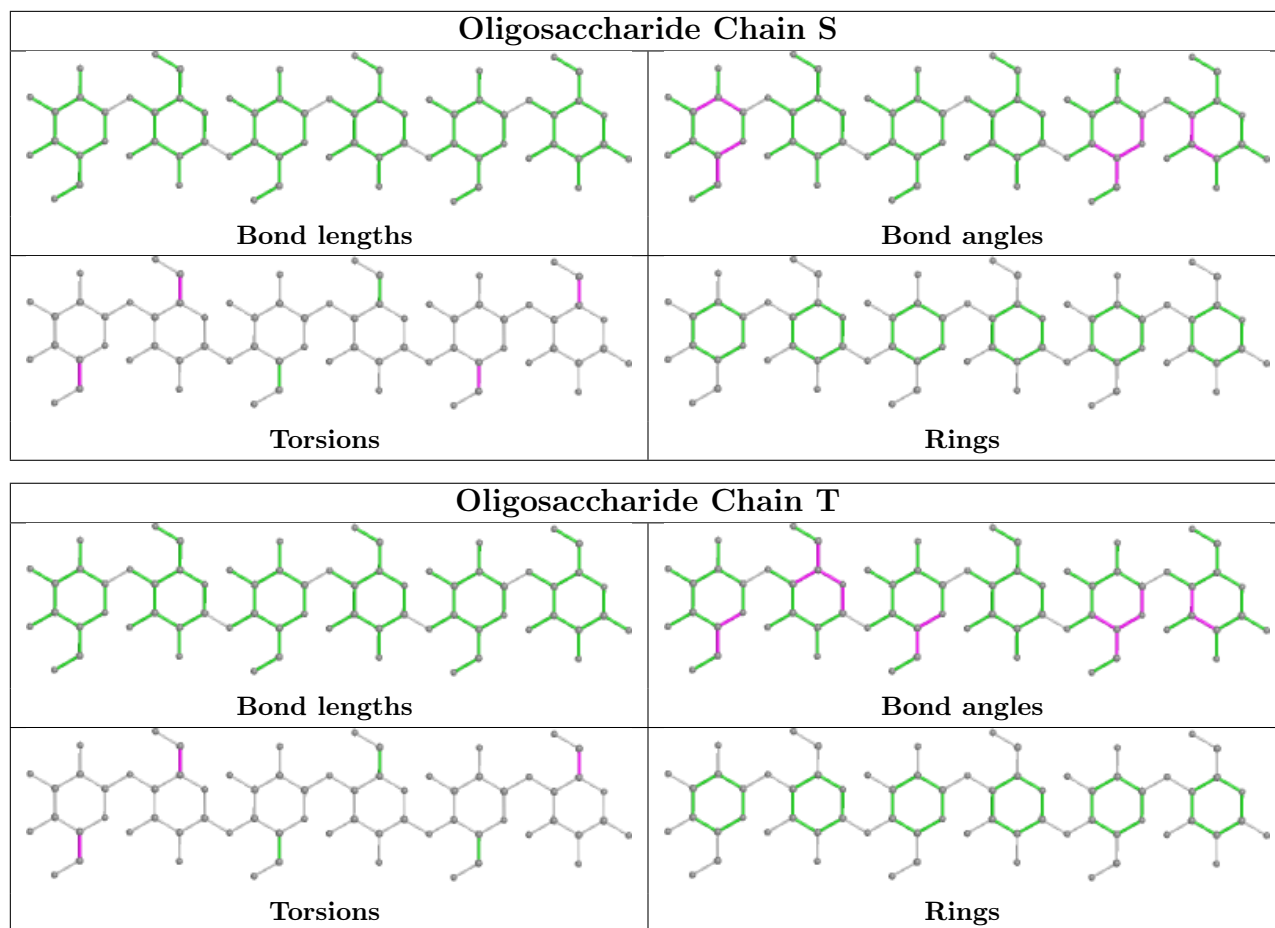 Oligosaccharide Chain S
Bond lengths
Bond angles
Torsions
Rings
Oligosaccharide Chain T
Bond lengths
Bond angles
Torsions
Rings